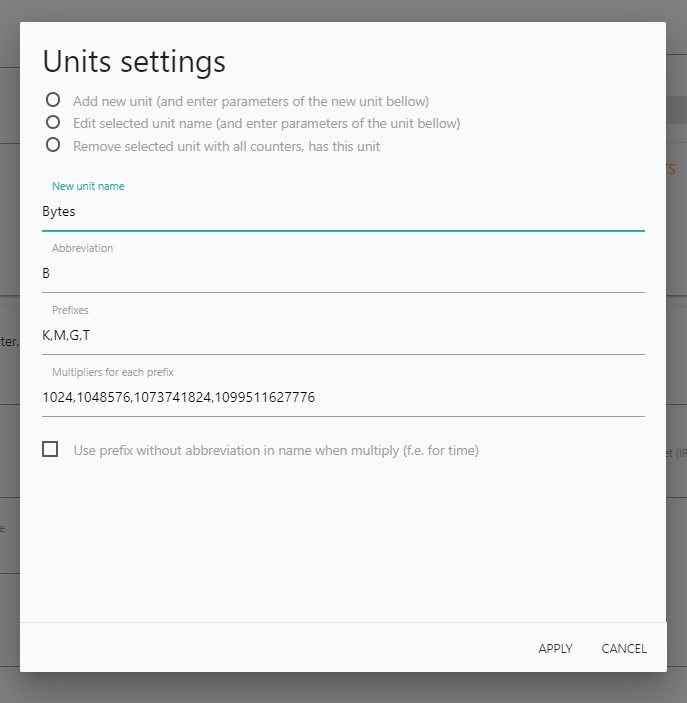 Units settings
Add new unit (and enter parameters of the new unit bellow)
Edit selected unit name (and enter parameters of the unit bellow)
Remove selected unit with all counters, has this unit
New unit name
Bytes
Abbreviation
B
Prefixes
K,M,G,T
ter,
Multipliers for each prefix
1024,1048576,1073741824,1099511627776
Use prefix without abbreviation in name when multiply (f.e. for time)
APPLY
CANCEL